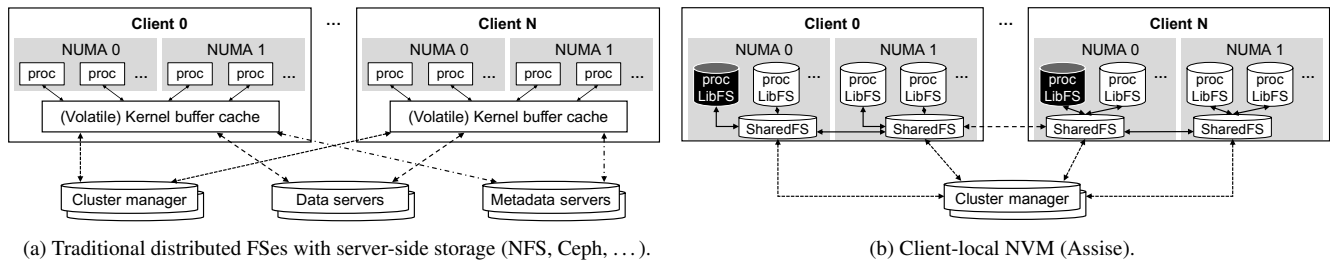 Client 0
NUMA 0
NUMA 1
proc
proc
...
proc
proc
...
(Volatile) Kernel buffer cache
...
Client N
NUMA 0
NUMA 1
proc
proc
...
proc
proc
...
(Volatile) Kernel buffer cache
Cluster manager
Data servers
Metadata servers
(a) Traditional distributed FSes with server-side storage (NFS, Ceph, . . . ).
Client 0
NUMA 0
NUMA 1
proc
LibFS
proc
LibFS
...
proc
LibFS
proc
LibFS
...
SharedFS
SharedFS
...
Client N
NUMA 0
NUMA 1
proc
LibFS
proc
LibFS
...
proc
LibFS
proc
LibFS
...
SharedFS
SharedFS
Cluster manager
(b) Client-local NVM (Assise).